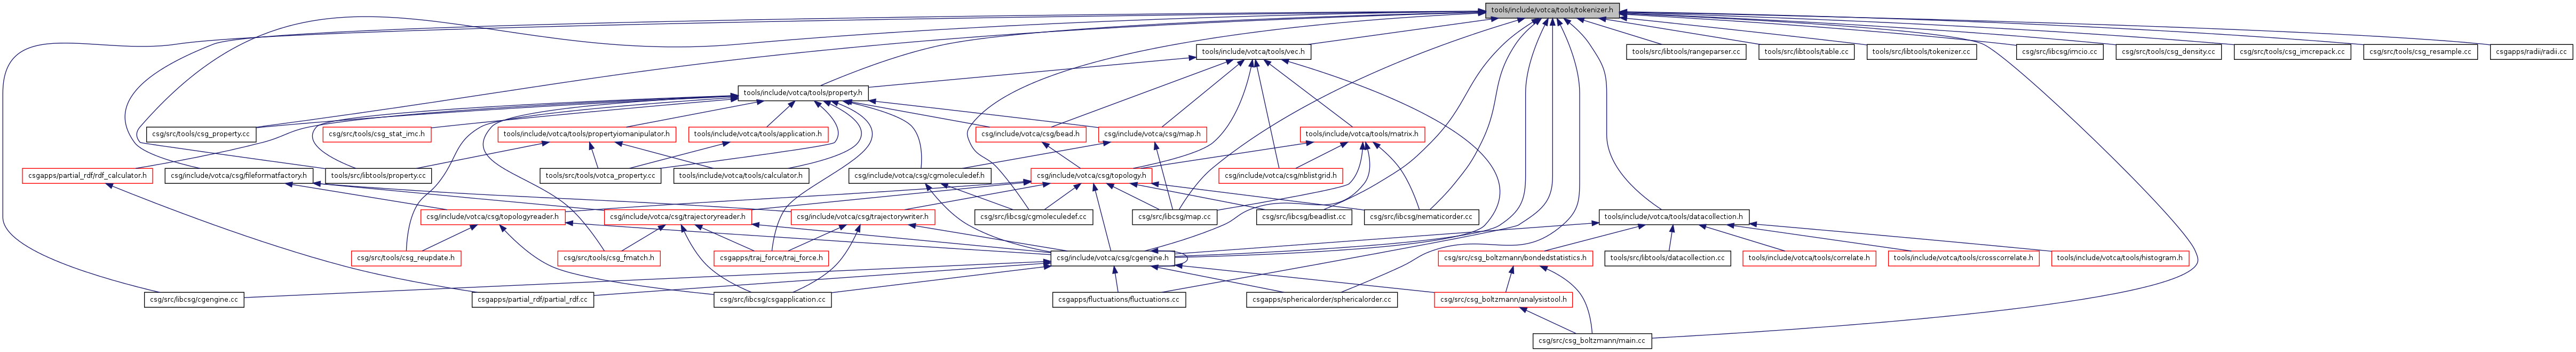 tools/include/votca/tools/tokenizer.h
tools/include/votca/tools/vec.h
tools/src/libtools/rangeparser.cc
tools/src/libtools/table.cc
tools/src/libtools/tokenizer.cc
csg/src/libcsg/imcio.cc
csg/src/tools/csg_density.cc
csg/src/tools/csg_imcrepack.cc
csg/src/tools/csg_resample.cc
csgapps/radii/radii.cc
tools/include/votca/tools/property.h
csg/src/tools/csg_property.cc
csg/src/tools/csg_stat_imc.h
tools/include/votca/tools/propertyiomanipulator.h
tools/include/votca/tools/application.h
csg/include/votca/csg/bead.h
csg/include/votca/csg/map.h
tools/include/votca/tools/matrix.h
csgapps/partial_rdf/rdf_calculator.h
csg/include/votca/csg/fileformatfactory.h
tools/src/libtools/property.cc
tools/src/tools/votca_property.cc
tools/include/votca/tools/calculator.h
csg/include/votca/csg/cgmoleculedef.h
csg/include/votca/csg/topology.h
csg/include/votca/csg/nblistgrid.h
csg/include/votca/csg/topologyreader.h
csg/include/votca/csg/trajectoryreader.h
csg/include/votca/csg/trajectorywriter.h
csg/src/libcsg/cgmoleculedef.cc
csg/src/libcsg/map.cc
csg/src/libcsg/beadlist.cc
csg/src/libcsg/nematicorder.cc
tools/include/votca/tools/datacollection.h
csg/src/tools/csg_reupdate.h
csg/src/tools/csg_fmatch.h
csgapps/traj_force/traj_force.h
csg/include/votca/csg/cgengine.h
csg/src/csg_boltzmann/bondedstatistics.h
tools/src/libtools/datacollection.cc
tools/include/votca/tools/correlate.h
tools/include/votca/tools/crosscorrelate.h
tools/include/votca/tools/histogram.h
csg/src/libcsg/cgengine.cc
csgapps/partial_rdf/partial_rdf.cc
csg/src/libcsg/csgapplication.cc
csgapps/fluctuations/fluctuations.cc
csgapps/sphericalorder/sphericalorder.cc
csg/src/csg_boltzmann/analysistool.h
csg/src/csg_boltzmann/main.cc